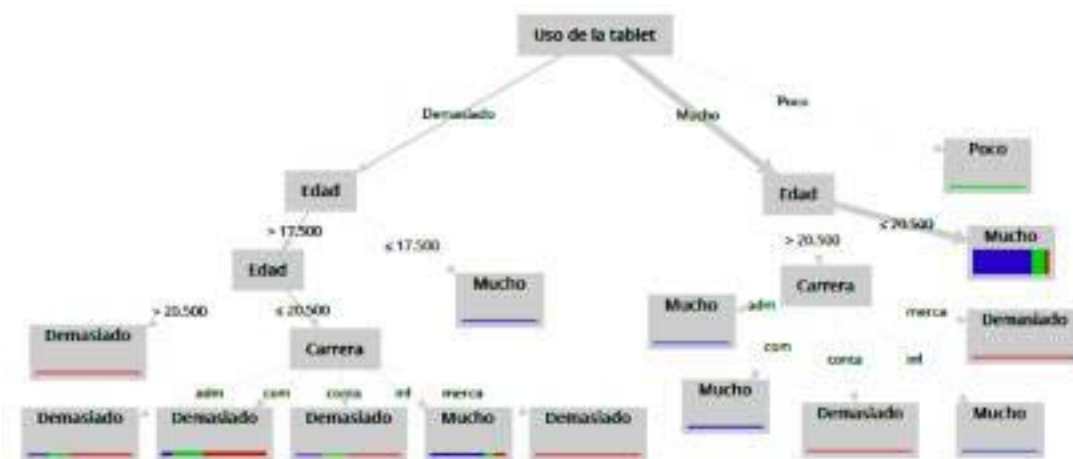 Uso de la tablet
Demasiado
Mucho
Poco
Poco
Edad
Edad
> 17.500
≤ 17.500
> 20.500
≤ 20.500
Mucho
Edad
Mucho
Carrera
> 20.500
≤ 20.500
Demasiado
Carrera
Mucho
adm
com
conta
inf
merca
Demasiado
adm
com
conta
inf
merca
Mucho
Demasiado
Mucho
Demasiado
Demasiado
Demasiado
Mucho
Demasiado